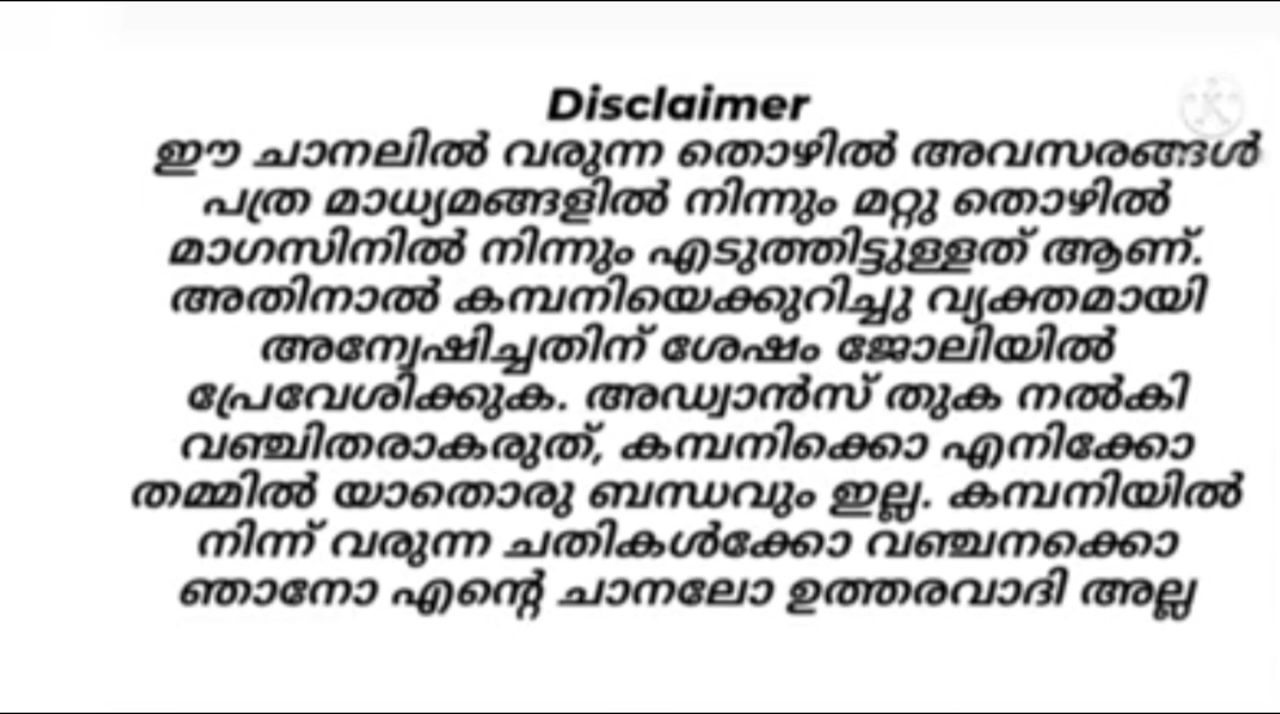 Disclaimer
ഈ ചാനലിൽ വരുന്ന തൊഴിൽ അവസരങ്ങൾ
പത്ര മാധ്യമങ്ങളിൽ നിന്നും മറ്റു തൊഴിൽ
മാഗസിനിൽ നിന്നും എടുത്തിട്ടുള്ളത് ആണ്.
അതിനാൽ കമ്പനിയെക്കുറിച്ചു വ്യക്തമായി
അന്വേഷിച്ചതിന് ശേഷം ജോലിയിൽ
പ്രേവേശിക്കുക. അഡ്വാൻസ് തുക നൽകി
വഞ്ചിതരാകരുത്, കമ്പനിക്കൊ എനിക്കോ
തമ്മിൽ യാതൊരു ബന്ധവും ഇല്ല. കമ്പനിയിൽ
നിന്ന് വരുന്ന ചതികൾക്കോ വഞ്ചനക്കൊ
ഞാനോ എന്റെ ചാനലോ ഉത്തരവാദി അല്ല